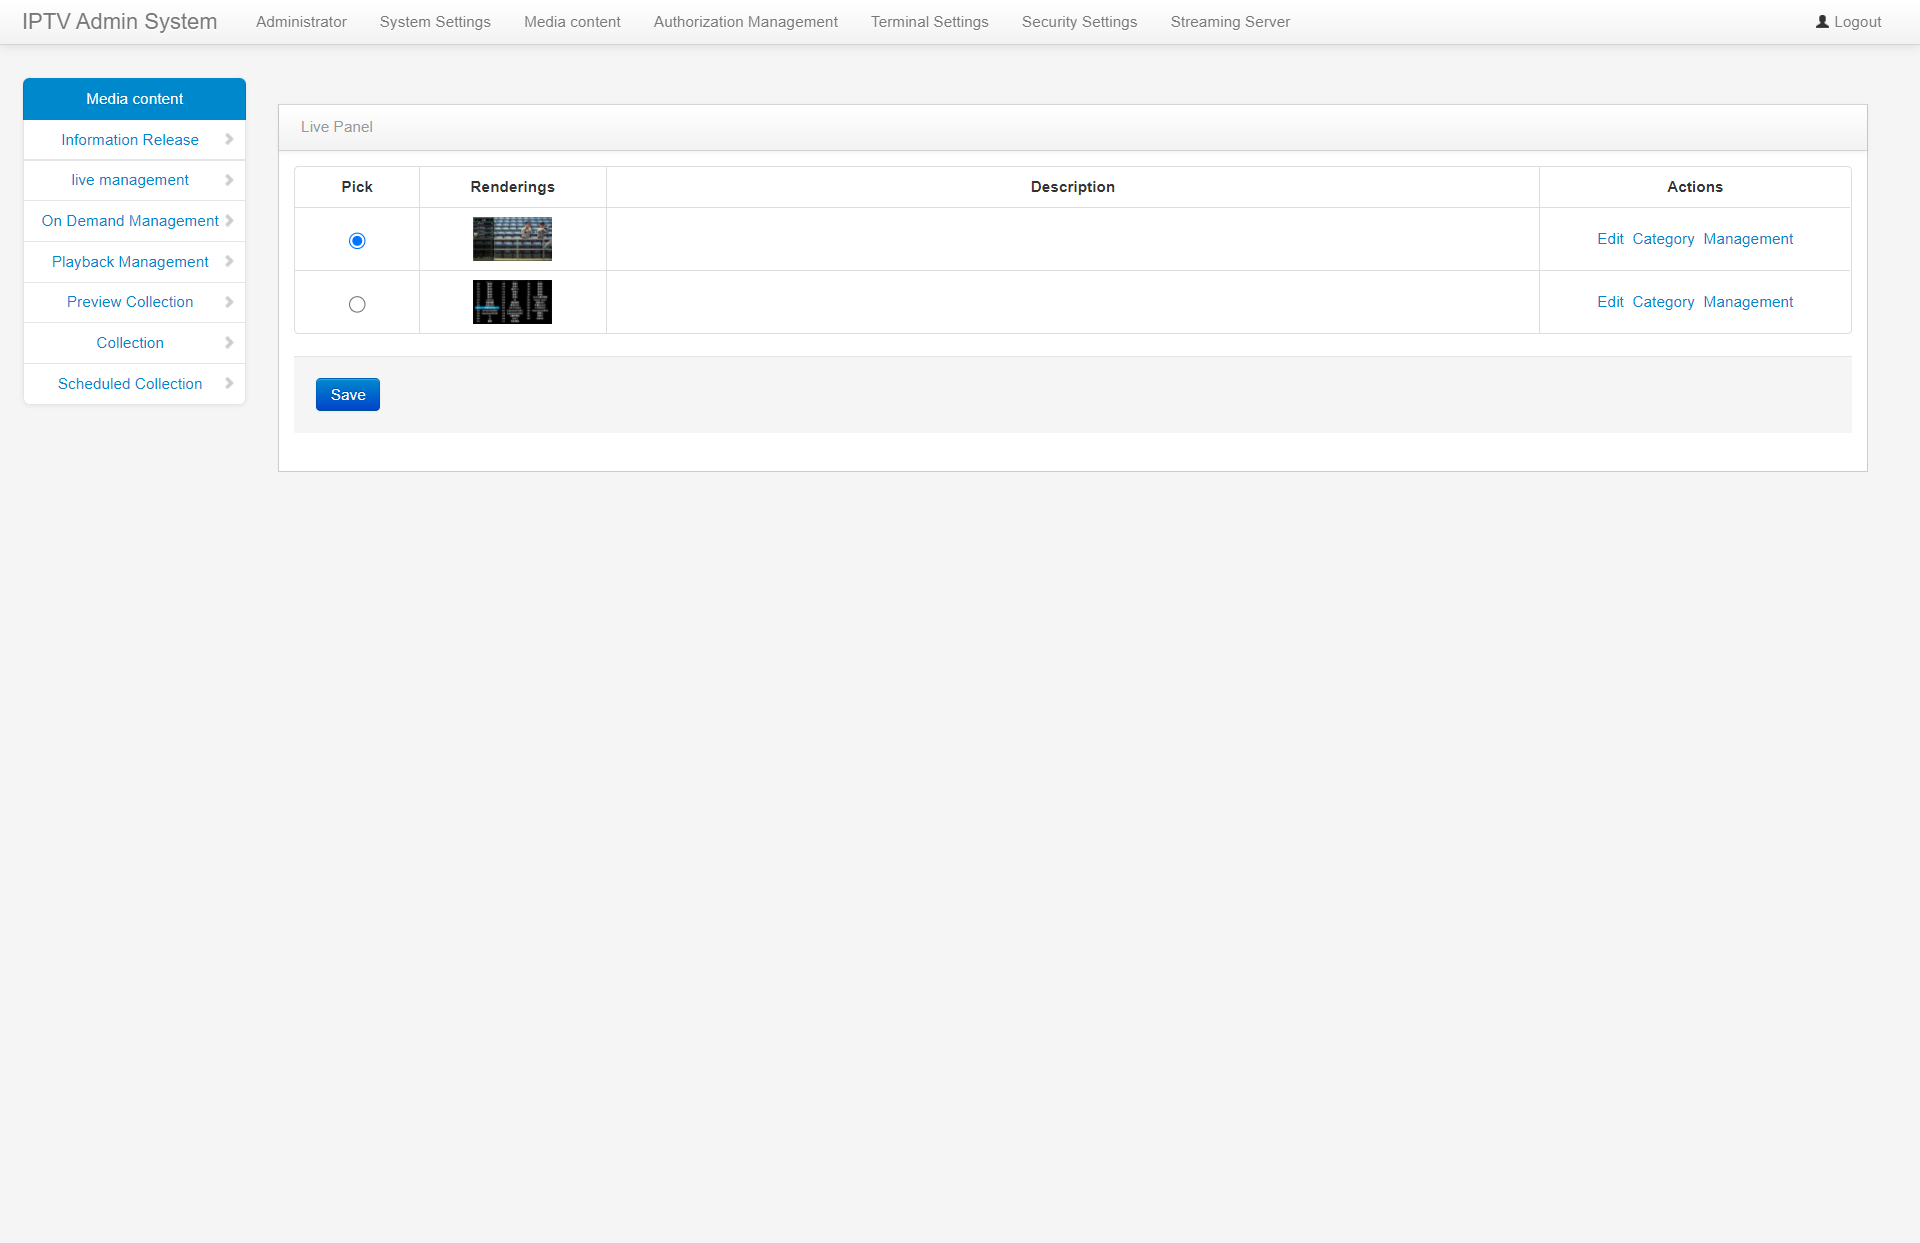 IPTV Admin System Administrator System Settings Media content Authorization Management Terminal Settings Security Settings Streaming Server Logout
Media content
Information Release
live management
On Demand Management
Playback Management
Preview Collection
Collection
Scheduled Collection
Live Panel
Pick Renderings Description Actions
Edit Category Management
Edit Category Management
Save